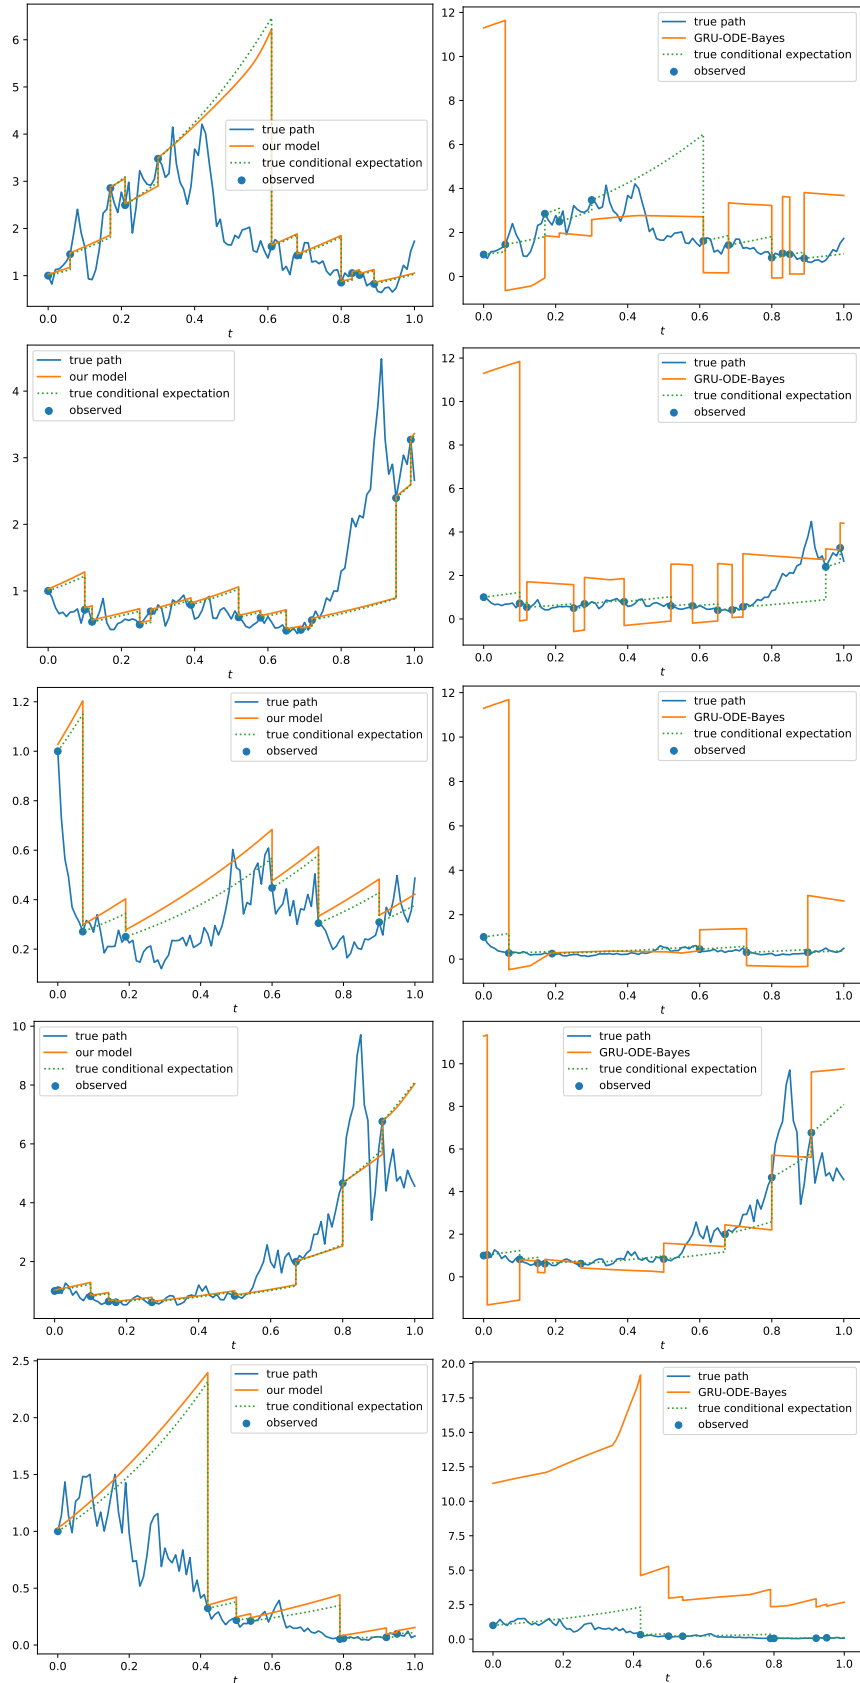 true path
our model
true conditional expectation
observed
6
5
4
3
2
1
0.0 0.2 0.4 0.6 0.8 1.0
true path
GRU-ODE-Bayes
true conditional expectation
observed
12
10
8
6
4
2
0
0.0 0.2 0.4 0.6 0.8 1.0
t
true path
our model
true conditional expectation
observed
4
3
2
1
0.0 0.2 0.4 0.6 0.8 1.0
true path
GRU-ODE-Bayes
true conditional expectation
observed
12
10
8
6
4
2
0
0.0 0.2 0.4 0.6 0.8 1.0
t
true path
our model
true conditional expectation
observed
1.2
1.0
0.8
0.6
0.4
0.2
0.0 0.2 0.4 0.6 0.8 1.0
true path
GRU-ODE-Bayes
true conditional expectation
observed
12
10
8
6
4
2
0
0.0 0.2 0.4 0.6 0.8 1.0
t
true path
our model
true conditional expectation
observed
10
8
6
4
2
0.0 0.2 0.4 0.6 0.8 1.0
true path
GRU-ODE-Bayes
true conditional expectation
observed
10
8
6
4
2
0
0.0 0.2 0.4 0.6 0.8 1.0
t
true path
our model
true conditional expectation
observed
2.5
2.0
1.5
1.0
0.5
0.0
0.0 0.2 0.4 0.6 0.8 1.0
t
true path
GRU-ODE-Bayes
true conditional expectation
observed
20.0
17.5
15.0
12.5
10.0
7.5
5.0
2.5
0.0
0.0 0.2 0.4 0.6 0.8 1.0
t